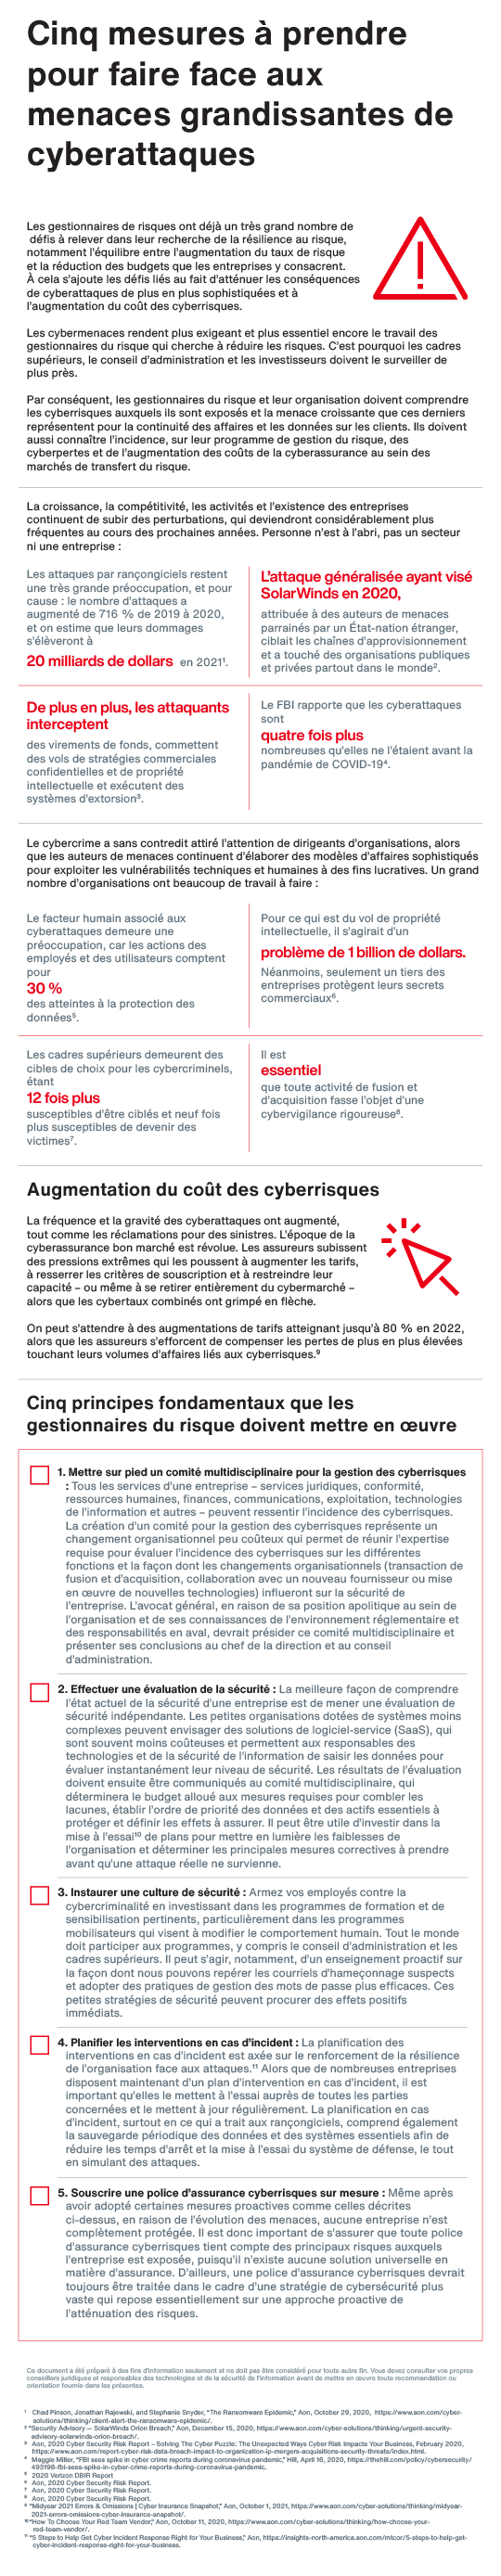 Cinq mesures à prendre
pour faire face aux
menaces grandissantes de
cyberattaques
Les gestionnaires de risques ont déjà un très grand nombre de
défis à relever dans leur recherche de la résilience au risque,
notamment l'équilibre entre l'augmentation du taux de risque
et la réduction des budgets que les entreprises y consacrent.
À cela s'ajoute les défis liés au fait d'atténuer les conséquences
de cyberattaques de plus en plus sophistiquées et à
l'augmentation du coût des cyberrisques.
Les cybermenaces rendent plus exigeant et plus essentiel encore le travail des
gestionnaires du risque qui cherche à réduire les risques. C'est pourquoi les cadres
supérieurs, le conseil d'administration et les investisseurs doivent le surveiller de
plus près.
Par conséquent, les gestionnaires du risque et leur organisation doivent comprendre
les cyberrisques auxquels ils sont exposés et la menace croissante que ces derniers
représentent pour la continuité des affaires et les données sur les clients. Ils doivent
aussi connaître l'incidence, sur leur programme de gestion du risque, des
cyberpertes et de l'augmentation des coûts de la cyberassurance au sein des
marchés de transfert du risque.
La croissance, la compétitivité, les activités et l'existence des entreprises
continuent de subir des perturbations, qui deviendront considérablement plus
fréquentes au cours des prochaines années. Personne n'est à l'abri, pas un secteur
ni une entreprise :
Les attaques par rançongiciels restent
une très grande préoccupation, et pour
cause : le nombre d'attaques a
augmenté de 716 % de 2019 à 2020,
et on estime que leurs dommages
s'élèveront à
20 milliards de dollars en 2021¹.
L'attaque généralisée ayant visé
SolarWinds en 2020,
attribuée à des auteurs de menaces
parrainés par un État-nation étranger,
ciblait les chaînes d'approvisionnement
et a touché des organisations publiques
et privées partout dans le monde².
De plus en plus, les attaquants
interceptent
des virements de fonds, commettent
des vols de stratégies commerciales
confidentielles et de propriété
intellectuelle et exécutent des
systèmes d'extorsion³.
Le FBI rapporte que les cyberattaques
sont
quatre fois plus
nombreuses qu'elles ne l'étaient avant la
pandémie de COVID-19⁴.
Le cybercrime a sans contredit attiré l'attention de dirigeants d'organisations, alors
que les auteurs de menaces continuent d'élaborer des modèles d'affaires sophistiqués
pour exploiter les vulnérabilités techniques et humaines à des fins lucratives. Un grand
nombre d'organisations ont beaucoup de travail à faire :
Le facteur humain associé aux
cyberattaques demeure une
préoccupation, car les actions des
employés et des utilisateurs comptent
pour
30 %
des atteintes à la protection des
données⁵.
Pour ce qui est du vol de propriété
intellectuelle, il s'agirait d'un
problème de 1 billion de dollars.
Néanmoins, seulement un tiers des
entreprises protègent leurs secrets
commerciaux⁶.
Les cadres supérieurs demeurent des
cibles de choix pour les cybercriminels,
étant
12 fois plus
susceptibles d'être ciblés et neuf fois
plus susceptibles de devenir des
victimes⁷.
Il est
essentiel
que toute activité de fusion et
d'acquisition fasse l'objet d'une
cybervigilance rigoureuse⁸.
Augmentation du coût des cyberrisques
La fréquence et la gravité des cyberattaques ont augmenté,
tout comme les réclamations pour des sinistres. L'époque de la
cyberassurance bon marché est révolue. Les assureurs subissent
des pressions extrêmes qui les poussent à augmenter les tarifs,
à resserrer les critères de souscription et à restreindre leur
capacité – ou même à se retirer entièrement du cybermarché –
alors que les cybertaux combinés ont grimpé en flèche.
On peut s'attendre à des augmentations de tarifs atteignant jusqu'à 80 % en 2022,
alors que les assureurs s'efforcent de compenser les pertes de plus en plus élevées
touchant leurs volumes d'affaires liés aux cyberrisques.⁹
Cinq principes fondamentaux que les
gestionnaires du risque doivent mettre en œuvre
1. Mettre sur pied un comité multidisciplinaire pour la gestion des cyberrisques
: Tous les services d'une entreprise – services juridiques, conformité,
ressources humaines, finances, communications, exploitation, technologies
de l'information et autres – peuvent ressentir l'incidence des cyberrisques.
La création d'un comité pour la gestion des cyberrisques représente un
changement organisationnel peu coûteux qui permet de réunir l'expertise
requise pour évaluer l'incidence des cyberrisques sur les différentes
fonctions et la façon dont les changements organisationnels (transaction de
fusion et d'acquisition, collaboration avec un nouveau fournisseur ou mise
en œuvre de nouvelles technologies) influeront sur la sécurité de
l'entreprise. L'avocat général, en raison de sa position apolitique au sein de
l'organisation et de ses connaissances de l'environnement réglementaire et
des responsabilités en aval, devrait présider ce comité multidisciplinaire et
présenter ses conclusions au chef de la direction et au conseil
d'administration.
2. Effectuer une évaluation de la sécurité : La meilleure façon de comprendre
l'état actuel de la sécurité d'une entreprise est de mener une évaluation de
sécurité indépendante. Les petites organisations dotées de systèmes moins
complexes peuvent envisager des solutions de logiciel-service (SaaS), qui
sont souvent moins coûteuses et permettent aux responsables des
technologies et de la sécurité de l'information de saisir les données pour
évaluer instantanément leur niveau de sécurité. Les résultats de l'évaluation
doivent ensuite être communiqués au comité multidisciplinaire, qui
déterminera le budget alloué aux mesures requises pour combler les
lacunes, établir l'ordre de priorité des données et des actifs essentiels à
protéger et définir les efforts à assurer. Il peut être utile d'investir dans la
mise à l'essai¹⁰ de plans pour mettre en lumière les faiblesses de
l'organisation et déterminer les principales mesures correctives à prendre
avant qu'une attaque réelle ne survienne.
3. Instaurer une culture de sécurité : Armez vos employés contre la
cybercriminalité en investissant dans les programmes de formation et de
sensibilisation pertinents, particulièrement dans les programmes
mobilisateurs qui visent à modifier le comportement humain. Tout le monde
doit participer aux programmes, y compris le conseil d'administration et les
cadres supérieurs. Il peut s'agir, notamment, d'un enseignement proactif sur
la façon dont nous pouvons repérer les courriels d'hameçonnage suspects
et adopter des pratiques de gestion des mots de passe plus efficaces. Ces
petites stratégies de sécurité peuvent procurer des effets positifs
immédiats.
4. Planifier les interventions en cas d'incident : La planification des
interventions en cas d'incident est axée sur le renforcement de la résilience
de l'organisation face aux attaques.¹¹ Alors que de nombreuses entreprises
disposent maintenant d'un plan d'intervention en cas d'incident, il est
important qu'elles le mettent à l'essai auprès de toutes les parties
concernées et le mettent à jour régulièrement. La planification en cas
d'incident, surtout en ce qui a trait aux rançongiciels, comprend également
la sauvegarde périodique des données et des systèmes essentiels afin de
réduire les temps d'arrêt et la mise à l'essai du système de défense, le tout
en simulant des attaques.
5. Souscrire une police d'assurance cyberrisques sur mesure : Même après
avoir adopté certaines mesures proactives comme celles décrites
ci-dessus, en raison de l'évolution des menaces, aucune entreprise n'est
complètement protégée. Il est donc important de s'assurer que toute police
d'assurance cyberrisques tient compte des principaux risques auxquels
l'entreprise est exposée, puisqu'il n'existe aucune solution universelle en
matière d'assurance. D'ailleurs, une police d'assurance cyberrisques devrait
toujours être traitée dans le cadre d'une stratégie de cybersécurité plus
vaste qui repose essentiellement sur une approche proactive de
l'atténuation des risques.
Ce document a été préparé à des fins d'information seulement et ne doit pas être considéré pour toute autre fin. Vous devez consulter vos propres
conseillers juridiques et responsables des technologies et de la sécurité de l'information avant de mettre en œuvre toute recommandation ou
orientation fournie dans les présentes.
¹ Chad Pinson, Jonathan Rajewski, and Stephanie Snyder, "The Ransomware Epidemic," Aon, October 29, 2020, https://www.aon.com/cyber-
solutions/thinking/client-alert-the-ransomware-epidemic/.
² "Security Advisory — SolarWinds Orion Breach," Aon, December 15, 2020, https://www.aon.com/cyber-solutions/thinking/urgent-security-
advisory-solarwinds-orion-breach/.
³ Aon, 2020 Cyber Security Risk Report – Solving The Cyber Puzzle: The Unexpected Ways Cyber Risk Impacts Your Business, February 2020,
https://www.aon.com/report-cyber-risk-data-breach-impact-to-organization-ip-mergers-acquisitions-security-threats/index.html.
⁴ Maggie Miller, "FBI sees spike in cyber crime reports during coronavirus pandemic," Hill, April 16, 2020, https://thehill.com/policy/cybersecurity/
493198-fbi-sees-spike-in-cyber-crime-reports-during-coronavirus-pandemic.
⁵ 2020 Verizon DBIR Report
⁶ Aon, 2020 Cyber Security Risk Report.
⁷ Aon, 2020 Cyber Security Risk Report.
⁸ Aon, 2020 Cyber Security Risk Report.
⁹ "Midyear 2021 Errors & Omissions | Cyber Insurance Snapshot," Aon, October 1, 2021, https://www.aon.com/cyber-solutions/thinking/midyear-
2021-errors-omissions-cyber-insurance-snapshot/.
¹⁰ "How To Choose Your Red Team Vendor," Aon, October 11, 2020, https://www.aon.com/cyber-solutions/thinking/how-choose-your-
red-team-vendor/.
¹¹ "5 Steps to Help Get Cyber Incident Response Right for Your Business," Aon, https://insights-north-america.aon.com/mtcor/5-steps-to-help-get-
cyber-incident-response-right-for-your-business.